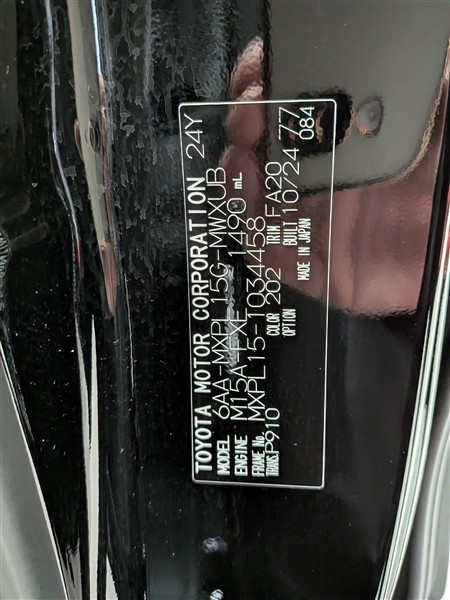 TOYOTA MOTOR CORPORATION 24Y
MODEL 6AA-MXPL15G-MWXUB
ENGINE M15A-FXE 1490 mL
FRAME No. MXPL15-1034458
COLOR 202 TRIM FA20
TRANS. P910 OPTION BUILT 10724 77
MADE IN JAPAN 084